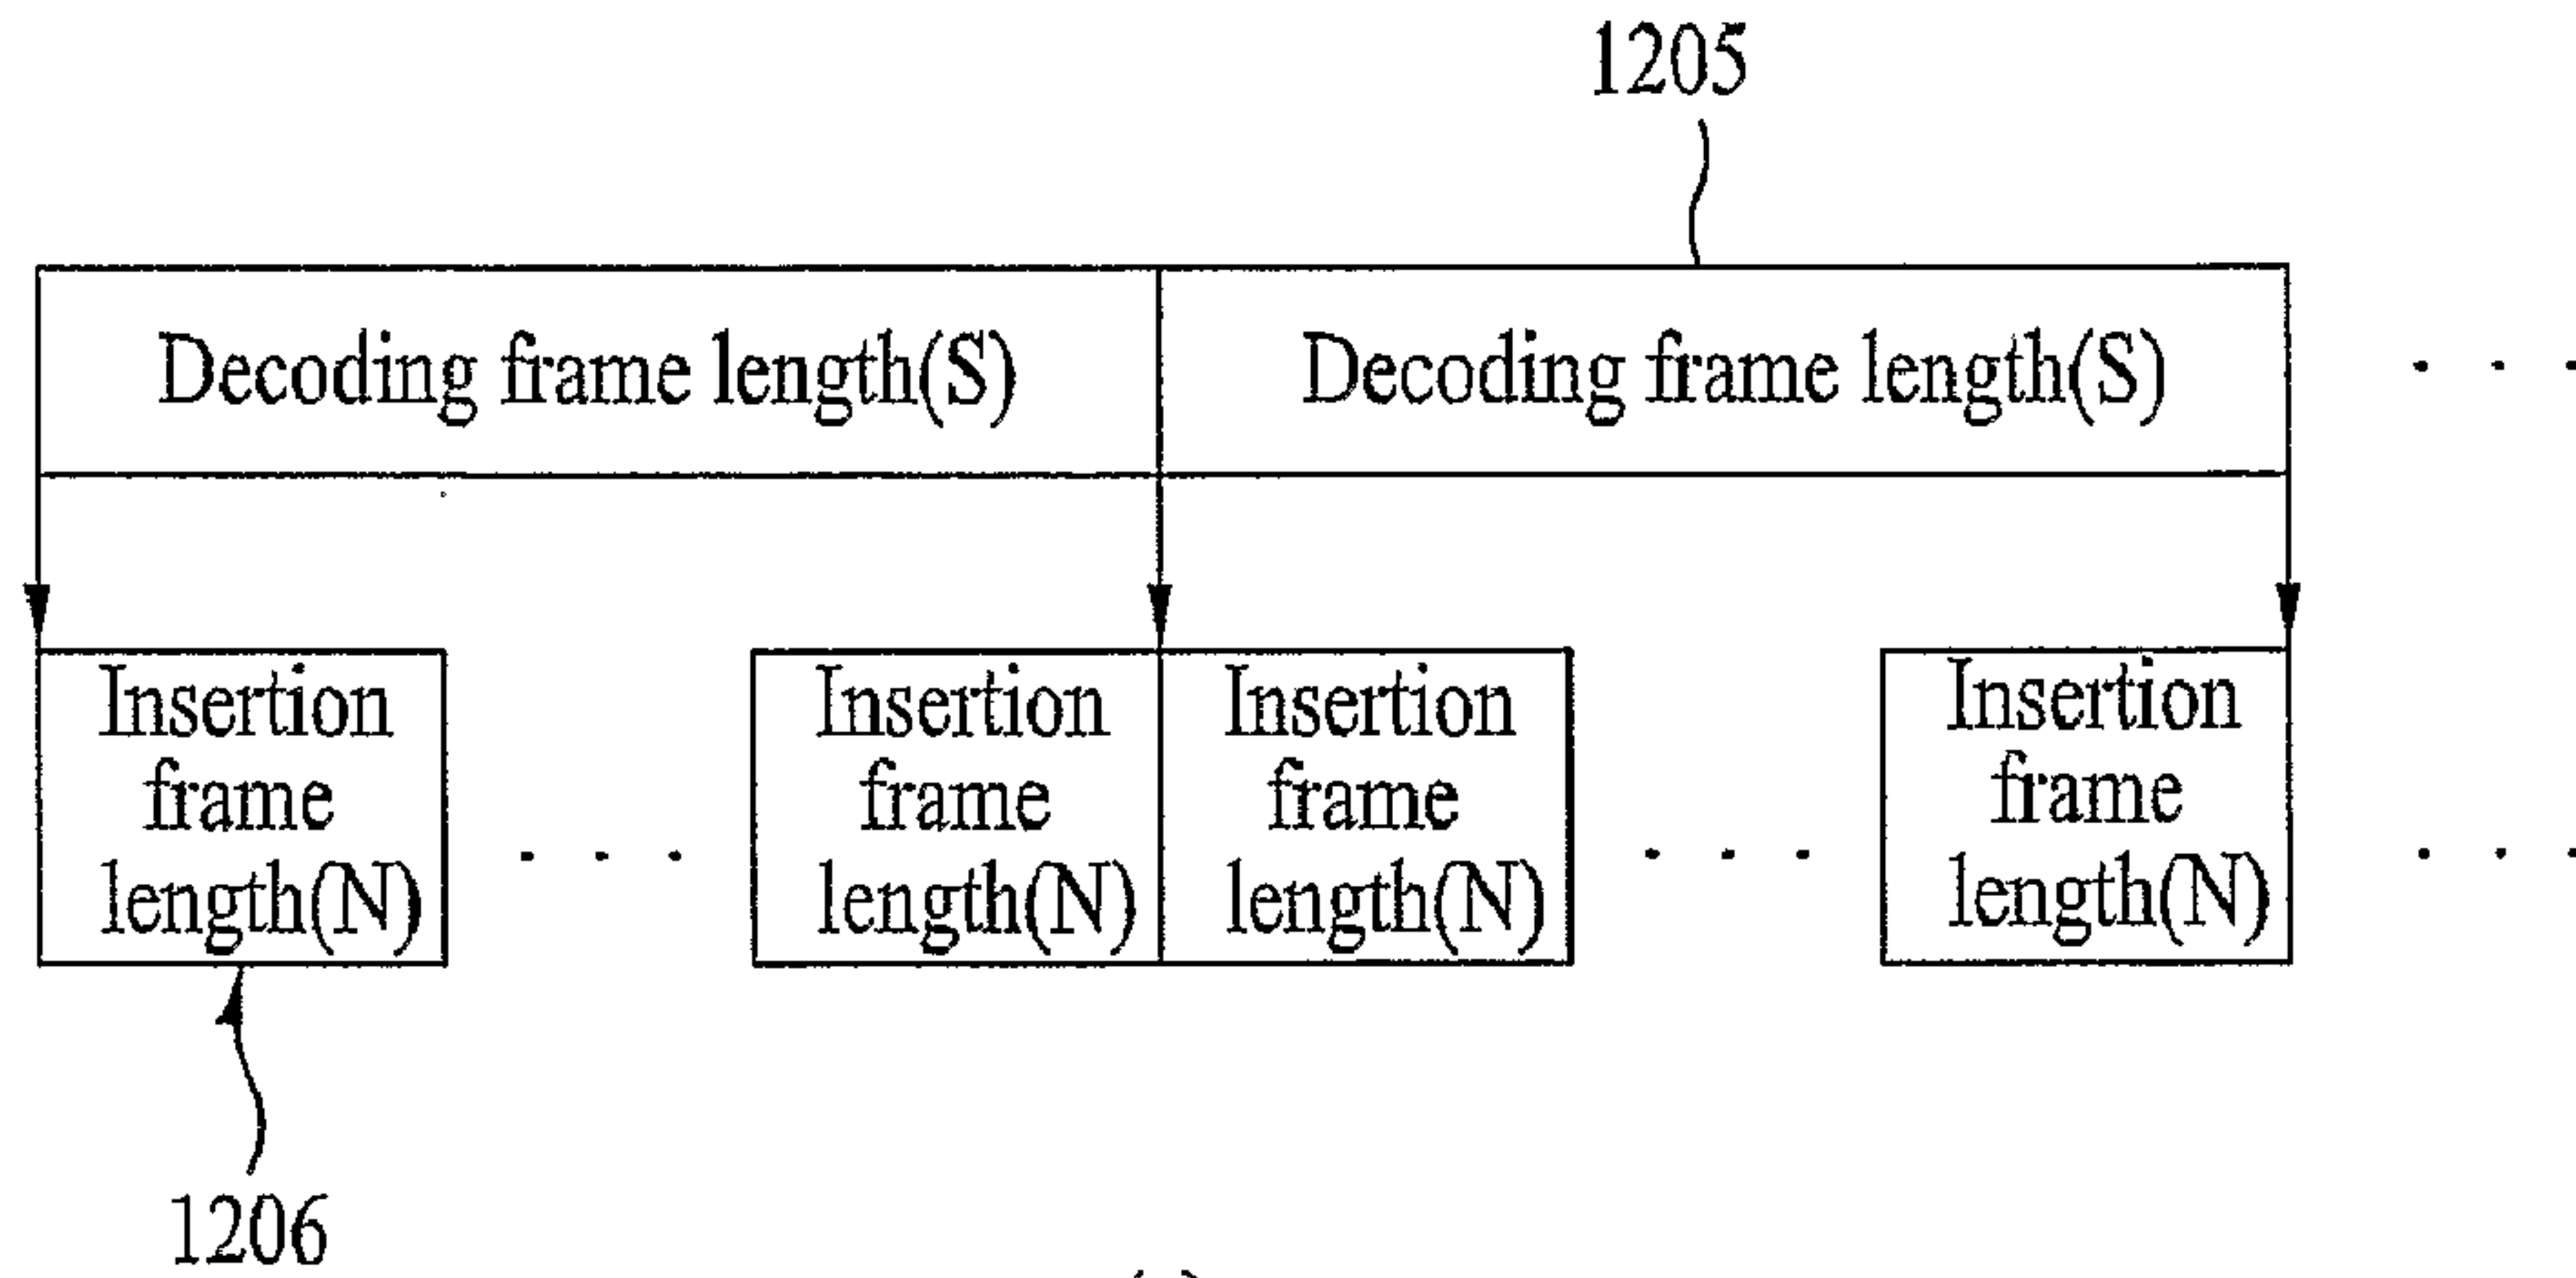 1205
Decoding frame length(S) Decoding frame length(S) . . .
Insertion
frame
length(N)
. . .
Insertion
frame
length(N)
Insertion
frame
length(N)
. . .
Insertion
frame
length(N)
. . .
1206